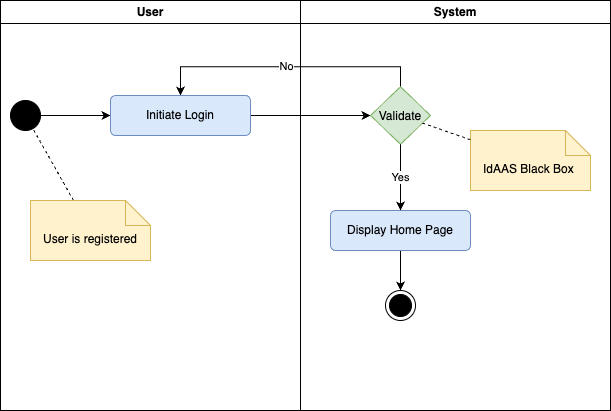 User
System
No
Initiate Login
Validate
IdAAS Black Box
Yes
User is registered
Display Home Page